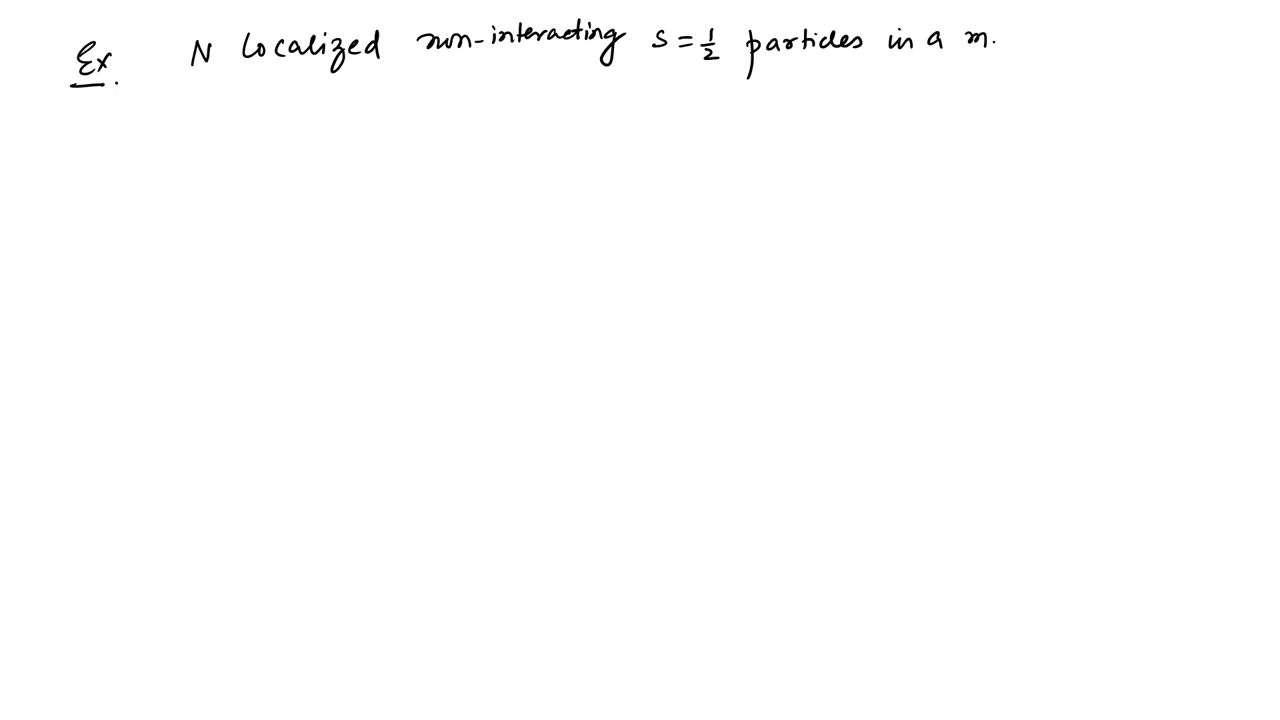 Ex. N localized non-interacting s = 1/2 particles in a m.